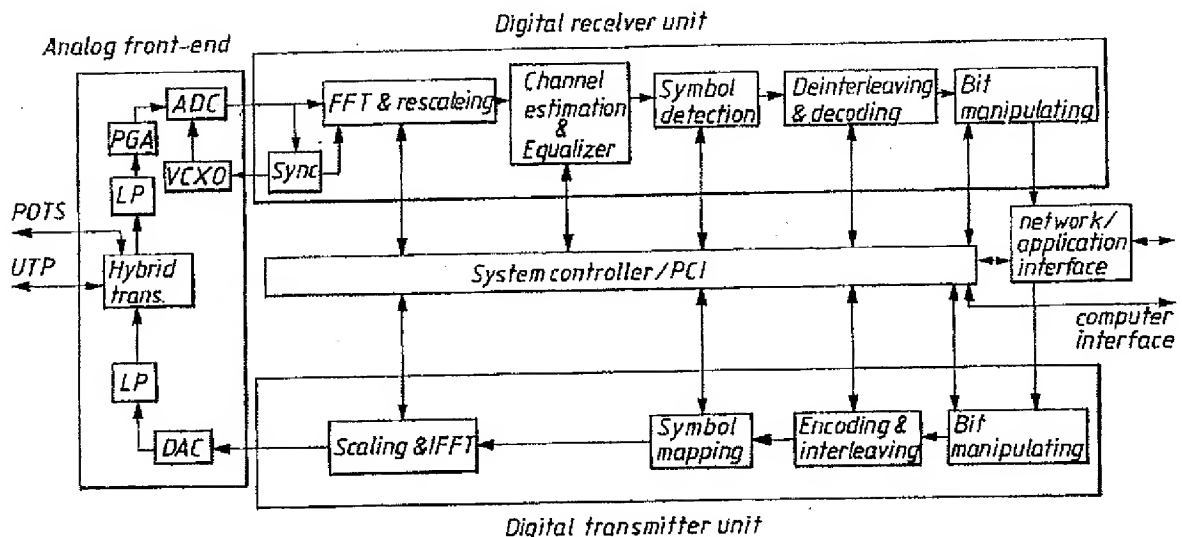 Digital receiver unit
Analog front-end
ADC
PGA
VCXO
LP
POTS
UTP
Hybrid
trans.
LP
DAC
FFT & rescaleing
Sync
Channel
estimation
&
Equalizer
Symbol
detection
Deinterleaving
& decoding
Bit
manipulating
network/
application
interface
System controller/PCI
computer
interface
Scaling & IFFT
Symbol
mapping
Encoding &
interleaving
Bit
manipulating
Digital transmitter unit